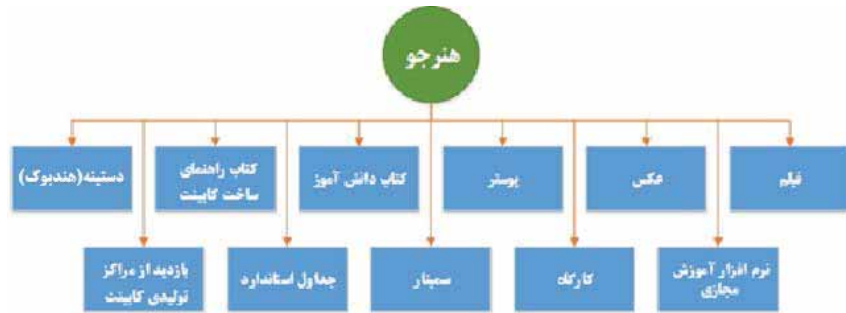 هنرجو
فیلم
عکس
پوستر
کتاب دانش آموز
کتاب راهنمای
ساخت کابینت
دستینه(هندبوک)
نرم افزار آموزش
مجازی
کارگاه
سمینار
جداول استاندارد
بازدید از مراکز
تولیدی کابینت